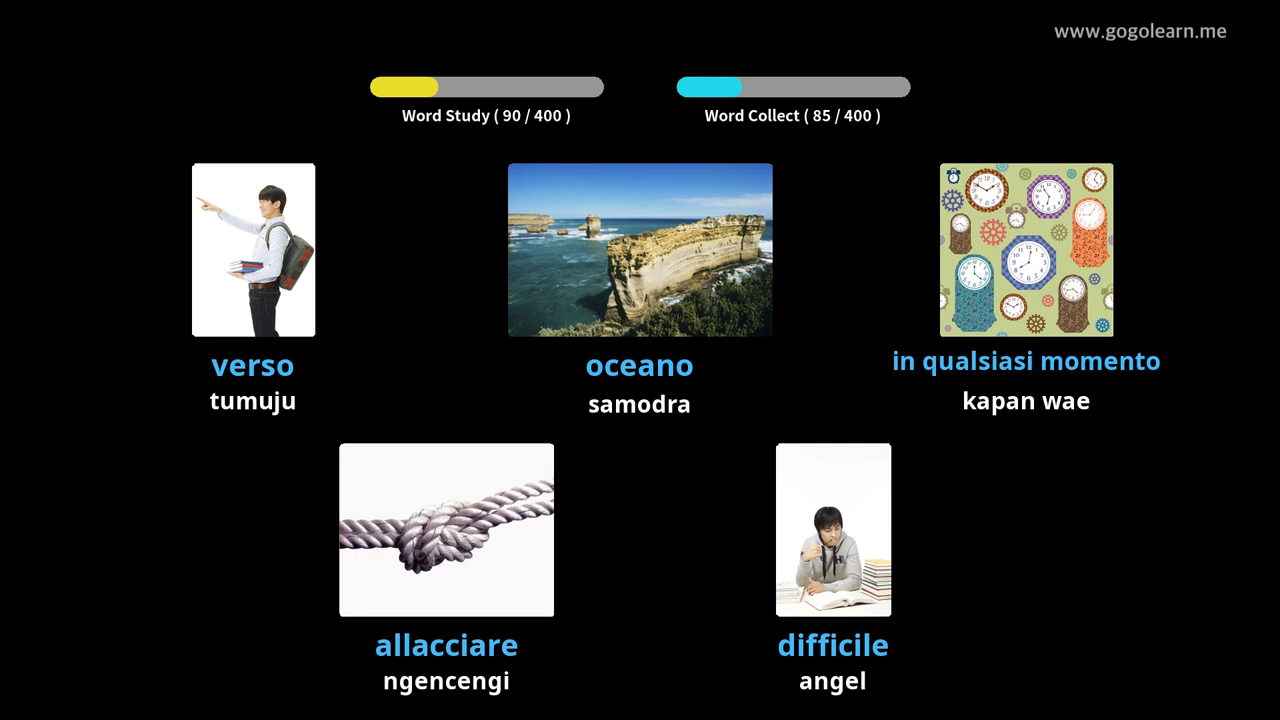 www.gogolearn.me
Word Study ( 90 / 400 )
Word Collect ( 85 / 400 )
verso
tumuju
oceano
samodra
in qualsiasi momento
kapan wae
allacciare
ngencengi
difficile
angel